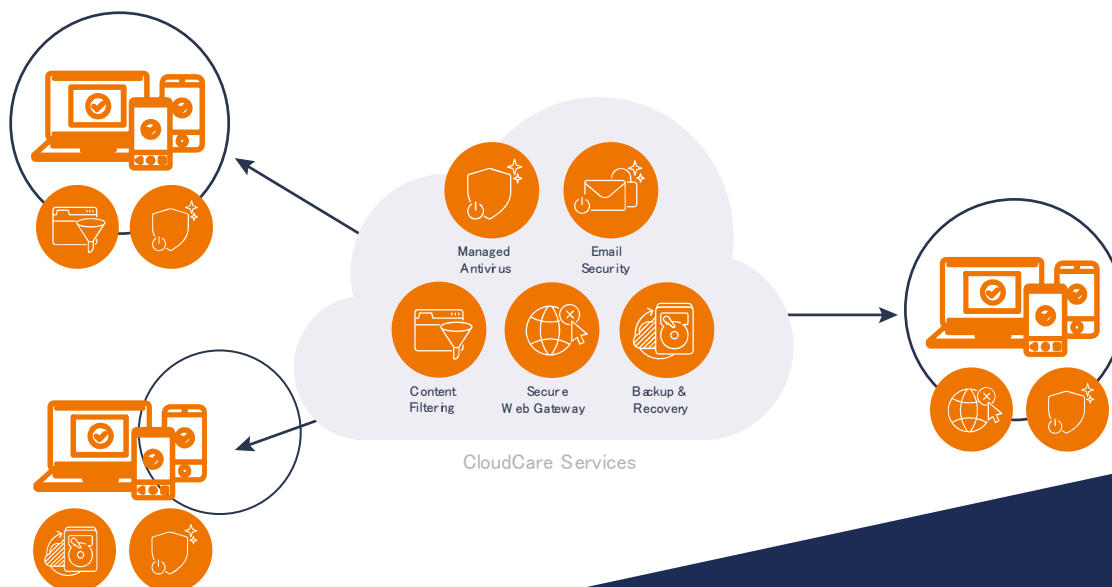 Managed
Antivirus
Email
Security
Content
Filtering
Secure
Web Gateway
Backup &
Recovery
CloudCare Services